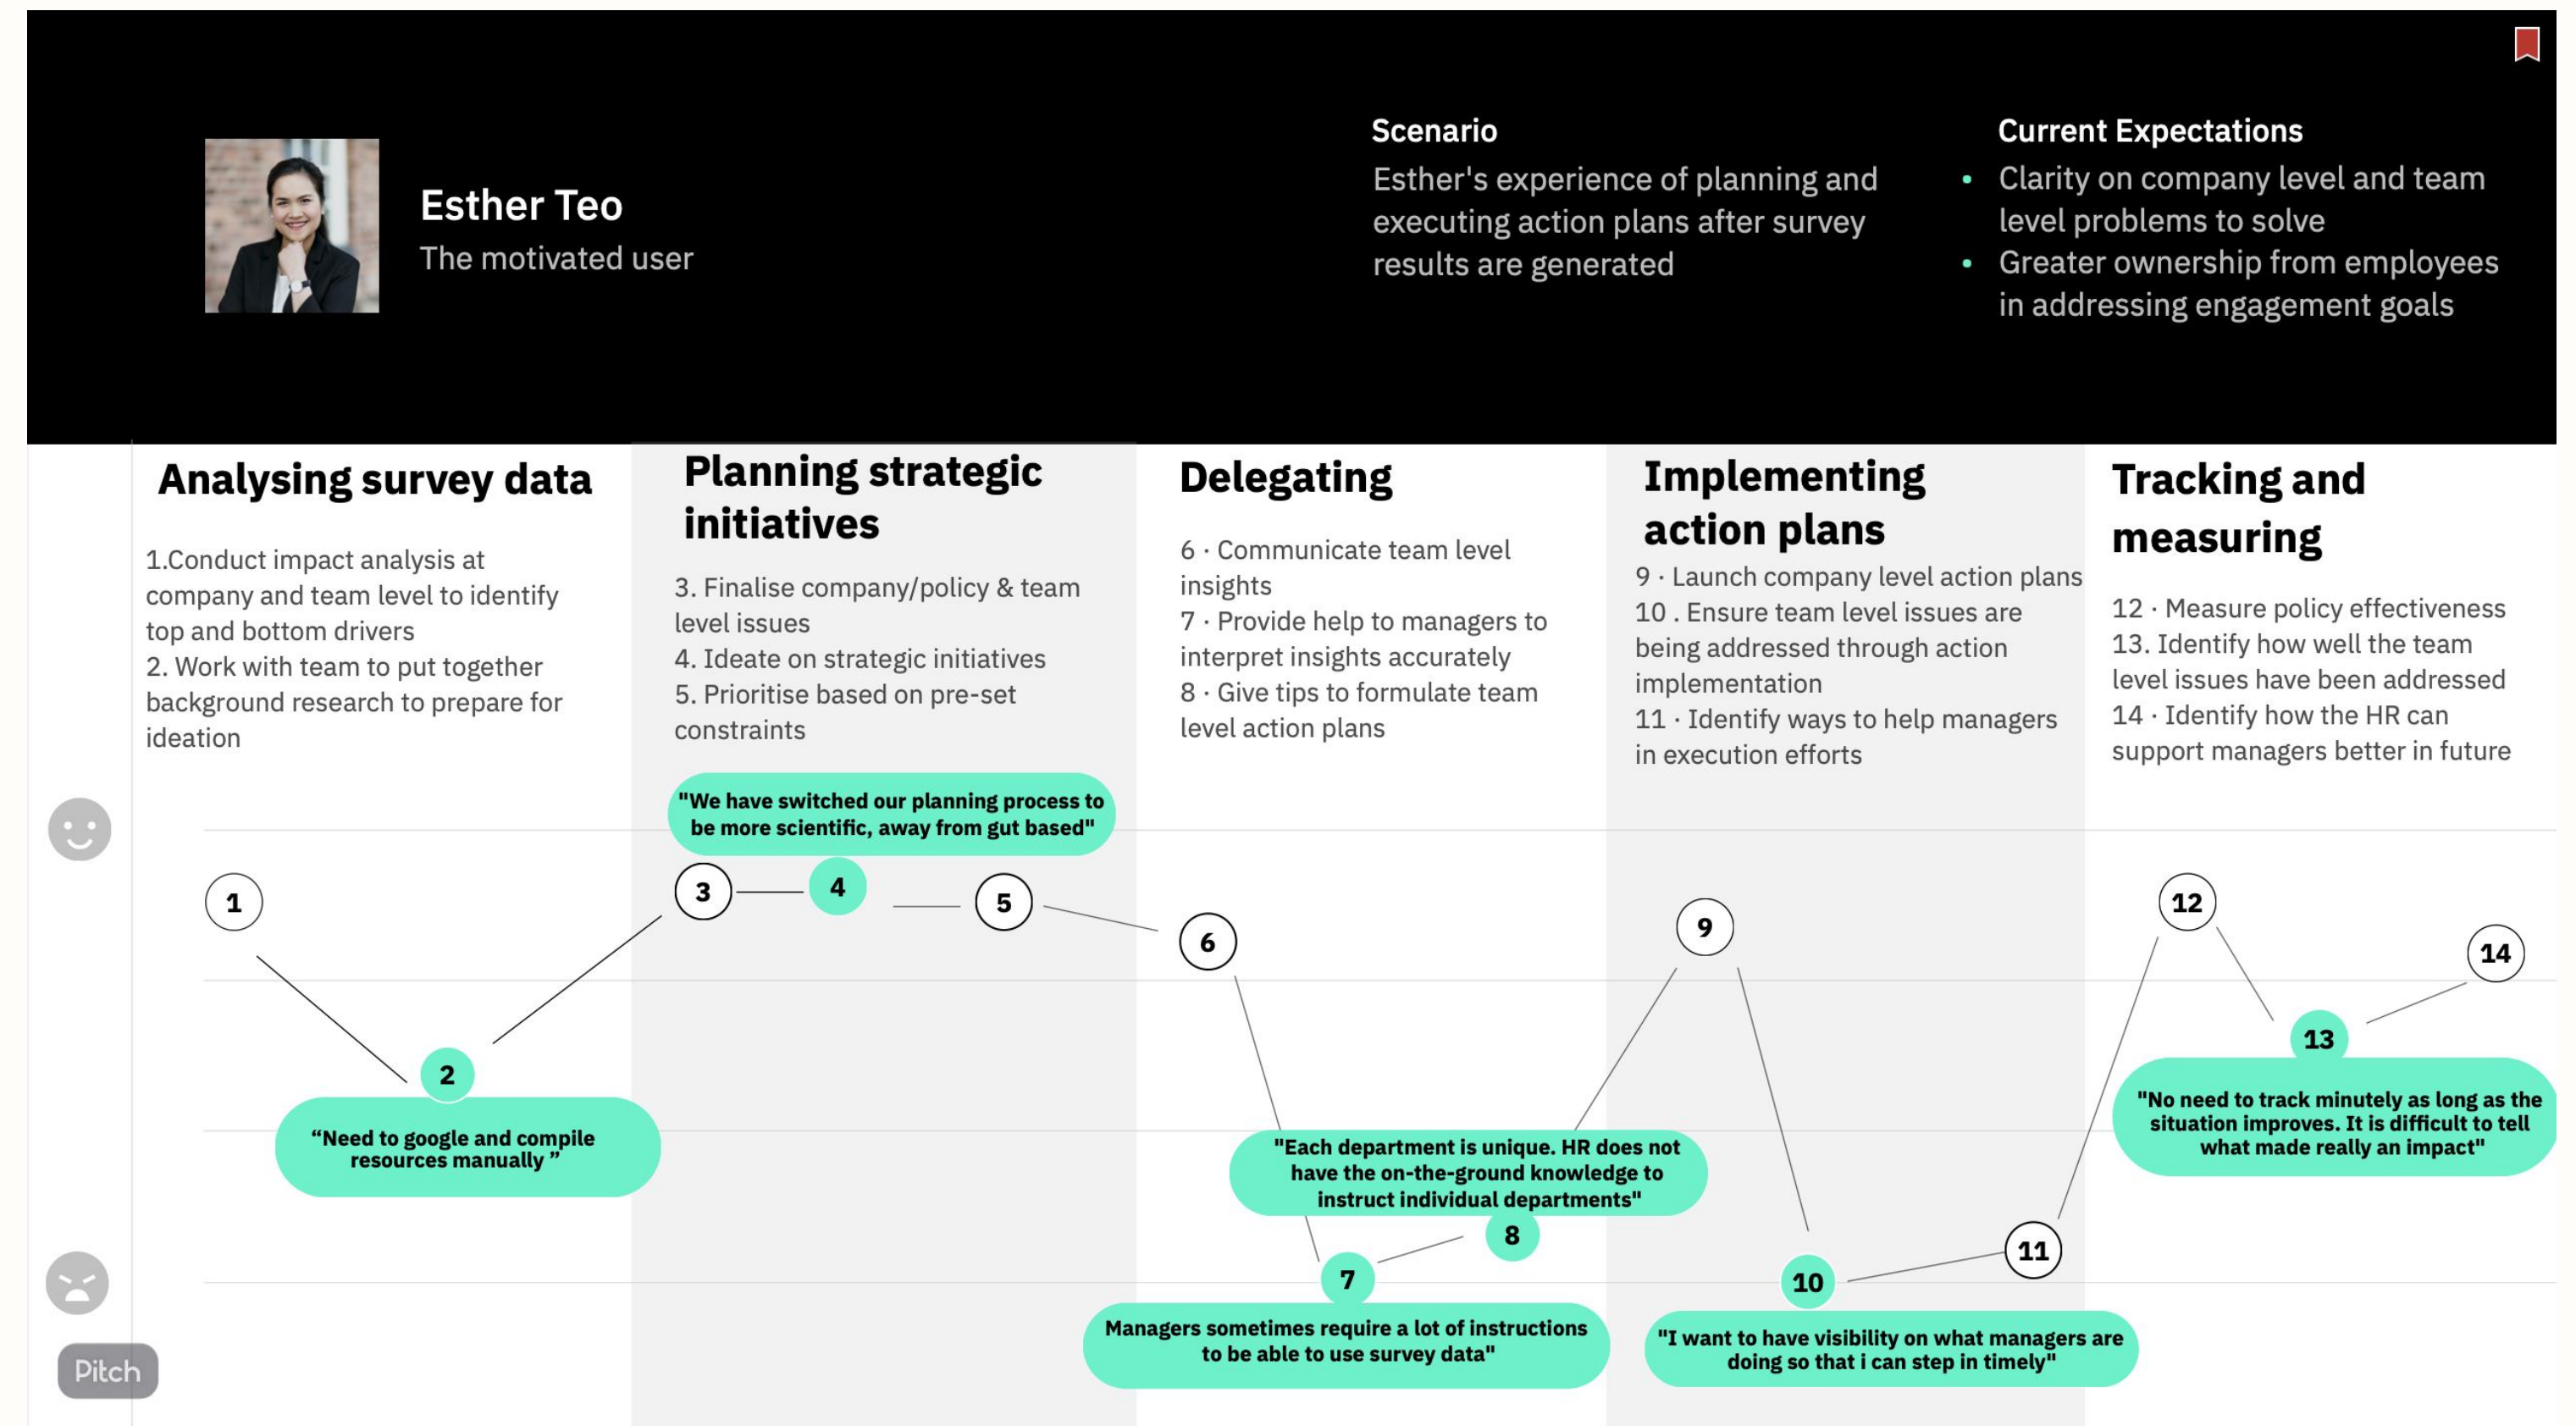 Esther Teo
The motivated user
Scenario
Esther's experience of planning and
executing action plans after survey
results are generated
Current Expectations
• Clarity on company level and team
level problems to solve
• Greater ownership from employees
in addressing engagement goals
Analysing survey data
1.Conduct impact analysis at
company and team level to identify
top and bottom drivers
2. Work with team to put together
background research to prepare for
ideation
Planning strategic
initiatives
3. Finalise company/policy & team
level issues
4. Ideate on strategic initiatives
5. Prioritise based on pre-set
constraints
Delegating
6 · Communicate team level
insights
7 · Provide help to managers to
interpret insights accurately
8 · Give tips to formulate team
level action plans
Implementing
action plans
9 · Launch company level action plans
10 . Ensure team level issues are
being addressed through action
implementation
11 · Identify ways to help managers
in execution efforts
Tracking and
measuring
12 · Measure policy effectiveness
13. Identify how well the team
level issues have been addressed
14 · Identify how the HR can
support managers better in future
1
2
“Need to google and compile
resources manually ”
"We have switched our planning process to
be more scientific, away from gut based"
3
4
5
6
"Each department is unique. HR does not
have the on-the-ground knowledge to
instruct individual departments"
8
7
Managers sometimes require a lot of instructions
to be able to use survey data"
9
10
11
"I want to have visibility on what managers are
doing so that i can step in timely"
12
13
14
"No need to track minutely as long as the
situation improves. It is difficult to tell
what made really an impact"
Pitch